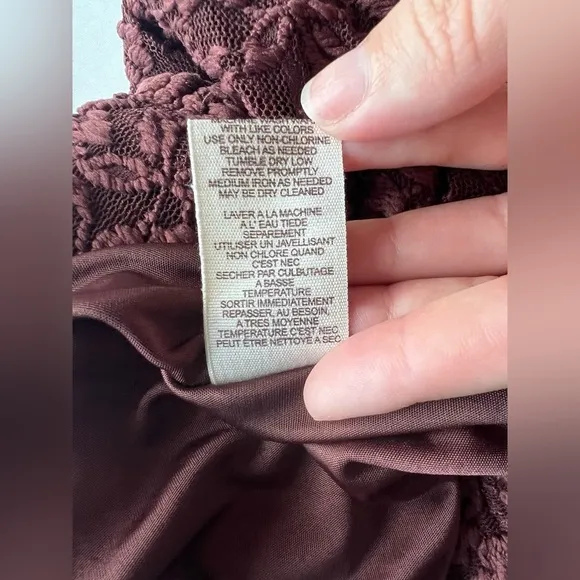 WITH LIKE COLORS
USE ONLY NON-CHLORINE
BLEACH AS NEEDED
TUMBLE DRY LOW
REMOVE PROMPTLY
MEDIUM IRON AS NEEDED
MAY BE DRY CLEANED
LAVER A LA MACHINE
A L' EAU TIEDE
SEPAREMENT
UTILISER UN JAVELLISANT
NON CHLORE QUAND
C'EST NEC
SECHER PAR CULBUTAGE
A BASSE
TEMPERATURE
SORTIR IMMEDIATEMENT
REPASSER, AU BESOIN,
A TRES MOYENNE
TEMPERATURE C'EST NEC
PEUT ÊTRE NETTOYÉ A SEC